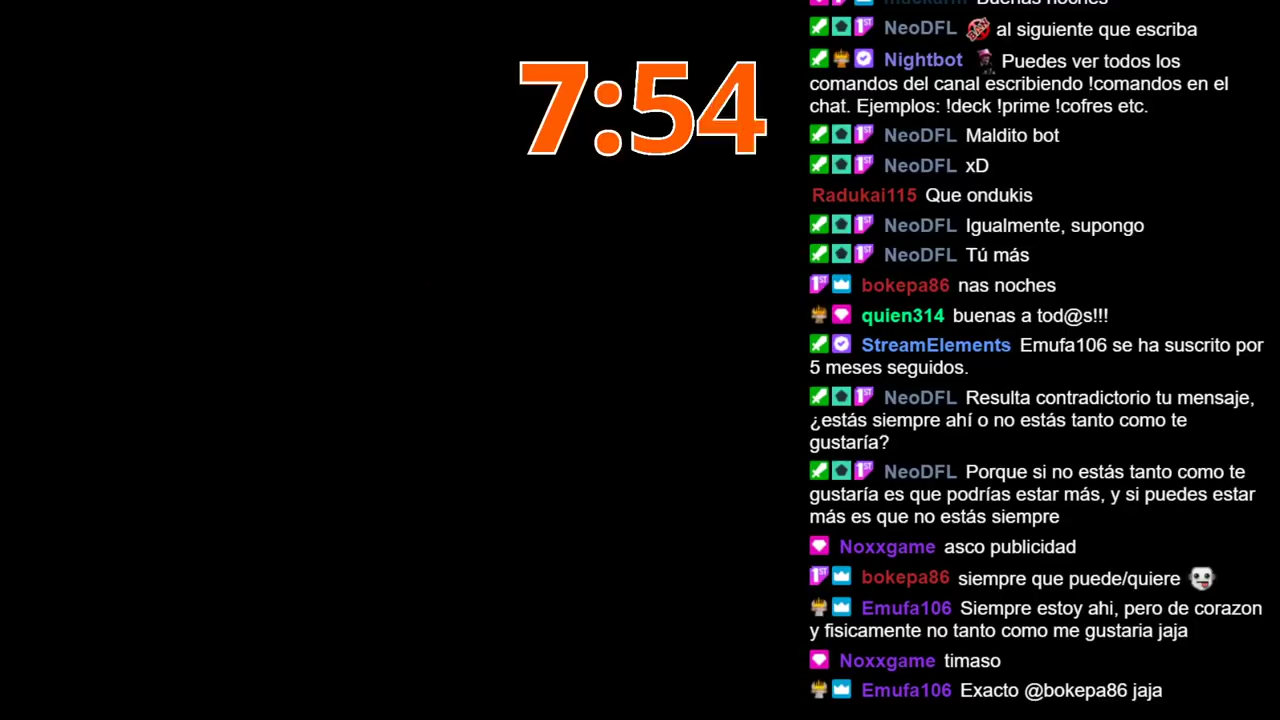 Buenas noches
7:54
NeoDFL al siguiente que escriba
Nightbot Puedes ver todos los
comandos del canal escribiendo !comandos en el
chat. Ejemplos: !deck !prime !cofres etc.
NeoDFL Maldito bot
NeoDFL xD
Radukai115 Que ondukis
NeoDFL Igualmente, supongo
NeoDFL Tú más
bokepa86 nas noches
quien314 buenas a tod@s!!!
StreamElements Emufa106 se ha suscrito por
5 meses seguidos.
NeoDFL Resulta contradictorio tu mensaje,
¿estás siempre ahí o no estás tanto como te
gustaría?
NeoDFL Porque si no estás tanto como te
gustaría es que podrías estar más, y si puedes estar
más es que no estás siempre
Noxxgame asco publicidad
bokepa86 siempre que puede/quiere
Emufa106 Siempre estoy ahi, pero de corazon
y fisicamente no tanto como me gustaria jaja
Noxxgame timaso
Emufa106 Exacto @bokepa86 jaja